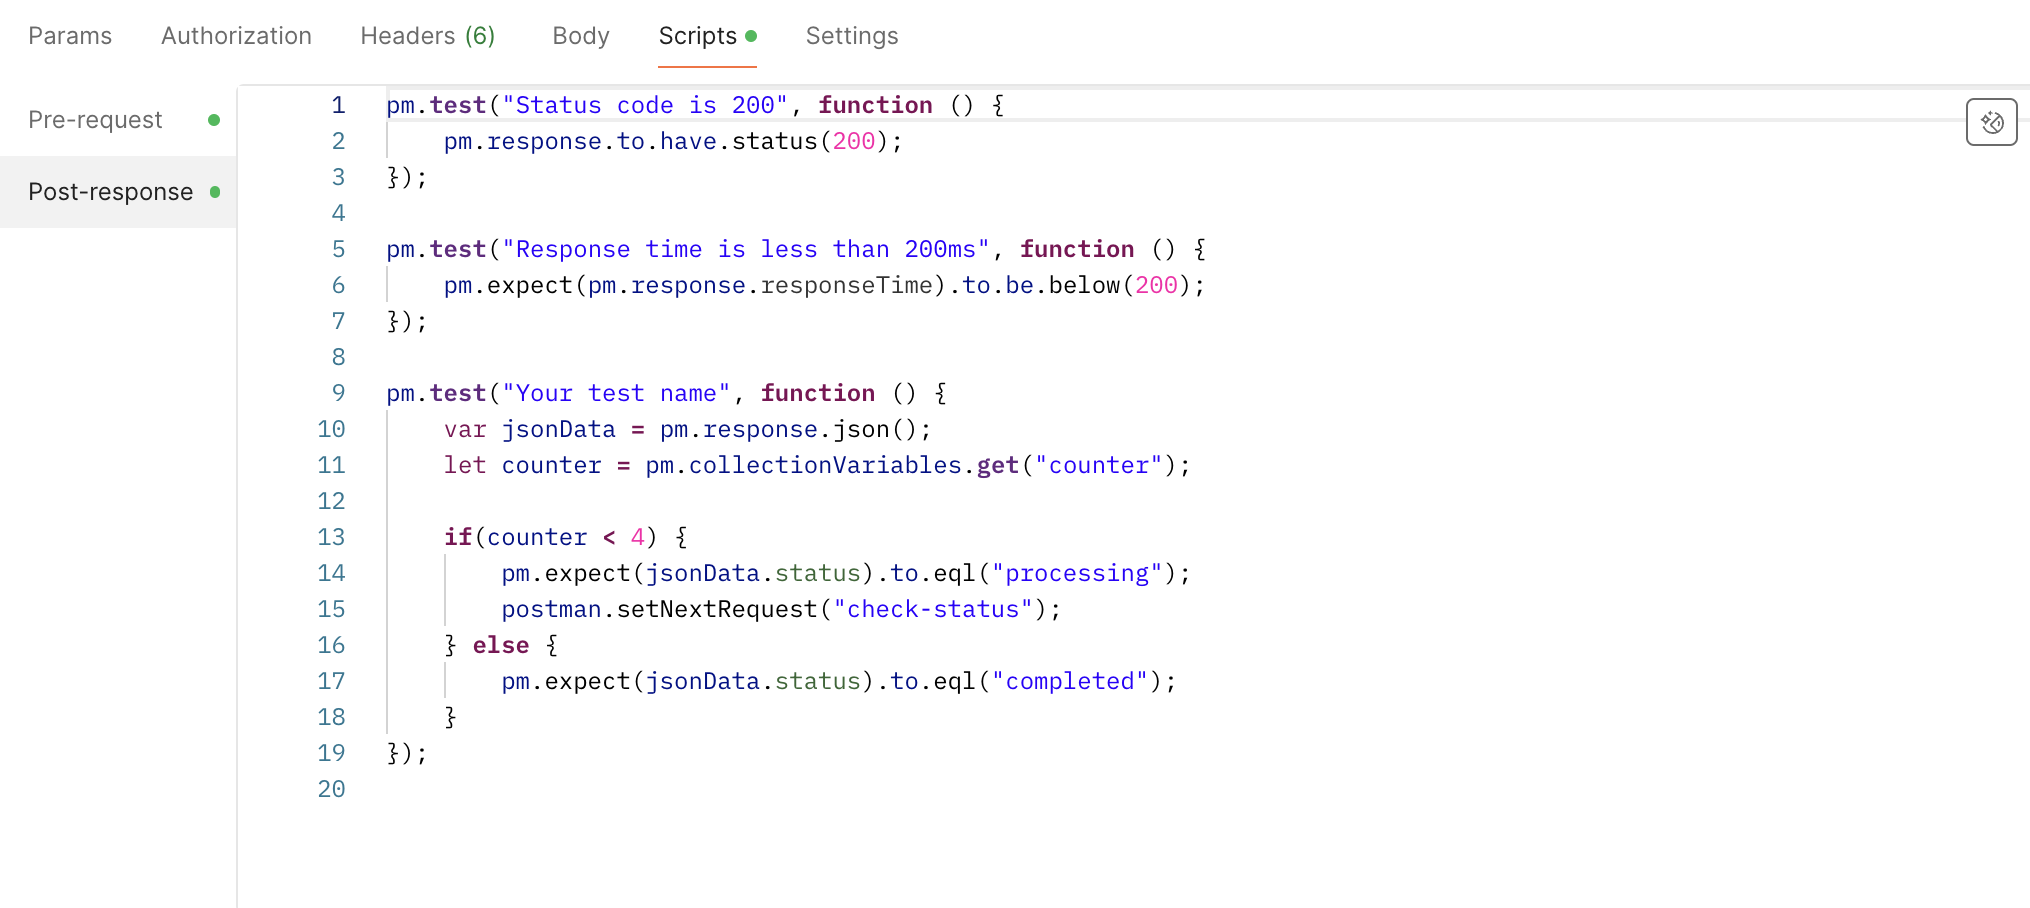 Params Authorization Headers (6) Body Scripts Settings
Pre-request
Post-response
1 pm.test("Status code is 200", function () {
2     pm.response.to.have.status(200);
3 });
4
5 pm.test("Response time is less than 200ms", function () {
6     pm.expect(pm.response.responseTime).to.be.below(200);
7 });
8
9 pm.test("Your test name", function () {
10     var jsonData = pm.response.json();
11     let counter = pm.collectionVariables.get("counter");
12
13     if(counter < 4) {
14         pm.expect(jsonData.status).to.eql("processing");
15         postman.setNextRequest("check-status");
16     } else {
17         pm.expect(jsonData.status).to.eql("completed");
18     }
19 });
20